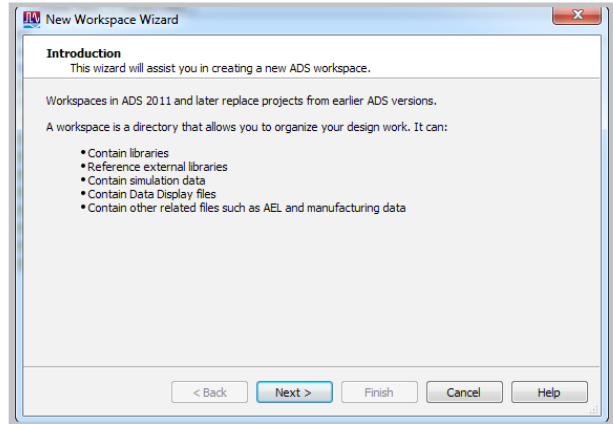 New Workspace Wizard
Introduction
This wizard will assist you in creating a new ADS workspace.
Workspaces in ADS 2011 and later replace projects from earlier ADS versions.
A workspace is a directory that allows you to organize your design work. It can:
• Contain libraries
• Reference external libraries
• Contain simulation data
• Contain Data Display files
• Contain other related files such as AEL and manufacturing data
< Back Next > Finish Cancel Help